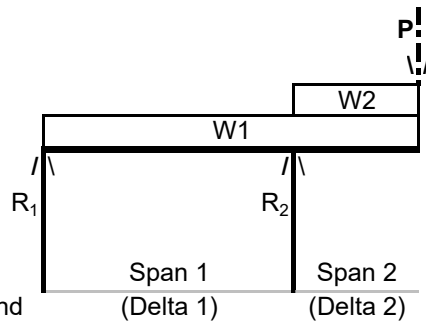 P
W2
W1
R1
R2
Span 1
Span 2
nd
(Delta 1)
(Delta 2)